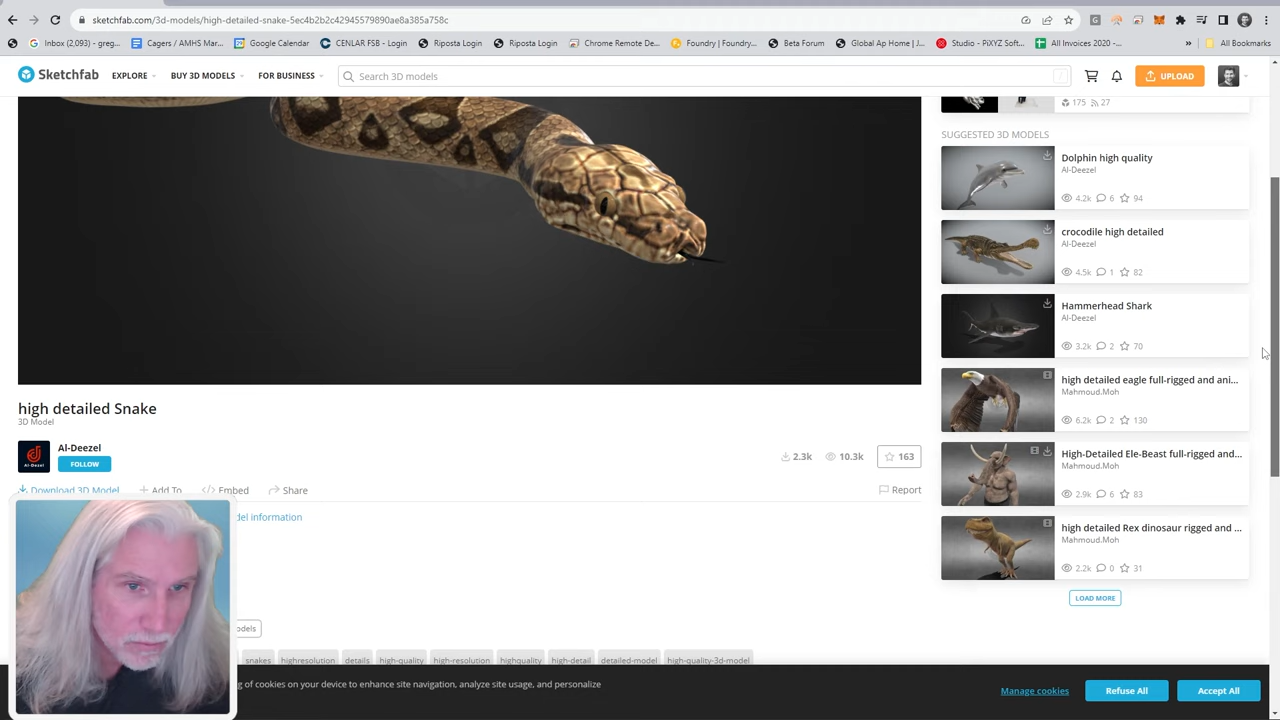 sketchfab.com/3d-models/high-detailed-snake-5ec4b2b2c42945579890ae8a385a758c
Inbox (2,093) - greg...
Cagers / AMHS Mar...
Google Calendar
CNILAR FSB - Login
Riposta Login
Riposta Login
Chrome Remote De...
Foundry | Foundry...
Beta Forum
Global Ap Home | J...
Studio - PiXYZ Soft...
All Invoices 2020 -...
»
All Bookmarks
Sketchfab
EXPLORE
BUY 3D MODELS
FOR BUSINESS
Search 3D models
/
UPLOAD
175 27
SUGGESTED 3D MODELS
Dolphin high quality
Al-Deezel
4.2k 6 94
crocodile high detailed
Al-Deezel
4.5k 1 82
Hammerhead Shark
Al-Deezel
3.2k 2 70
high detailed eagle full-rigged and ani...
Mahmoud.Moh
6.2k 2 130
High-Detailed Ele-Beast full-rigged and...
Mahmoud.Moh
2.9k 6 83
high detailed Rex dinosaur rigged and ...
Mahmoud.Moh
2.2k 0 31
LOAD MORE
high detailed Snake
3D Model
Al-Deezel
FOLLOW
2.3k 10.3k 163
Download 3D Model
Add To
Embed
Share
Report
del information
odels
snakes highresolution details high-quality high-resolution highquality high-detail detailed-model high-quality-3d-model
g of cookies on your device to enhance site navigation, analyze site usage, and personalize
Manage cookies
Refuse All
Accept All